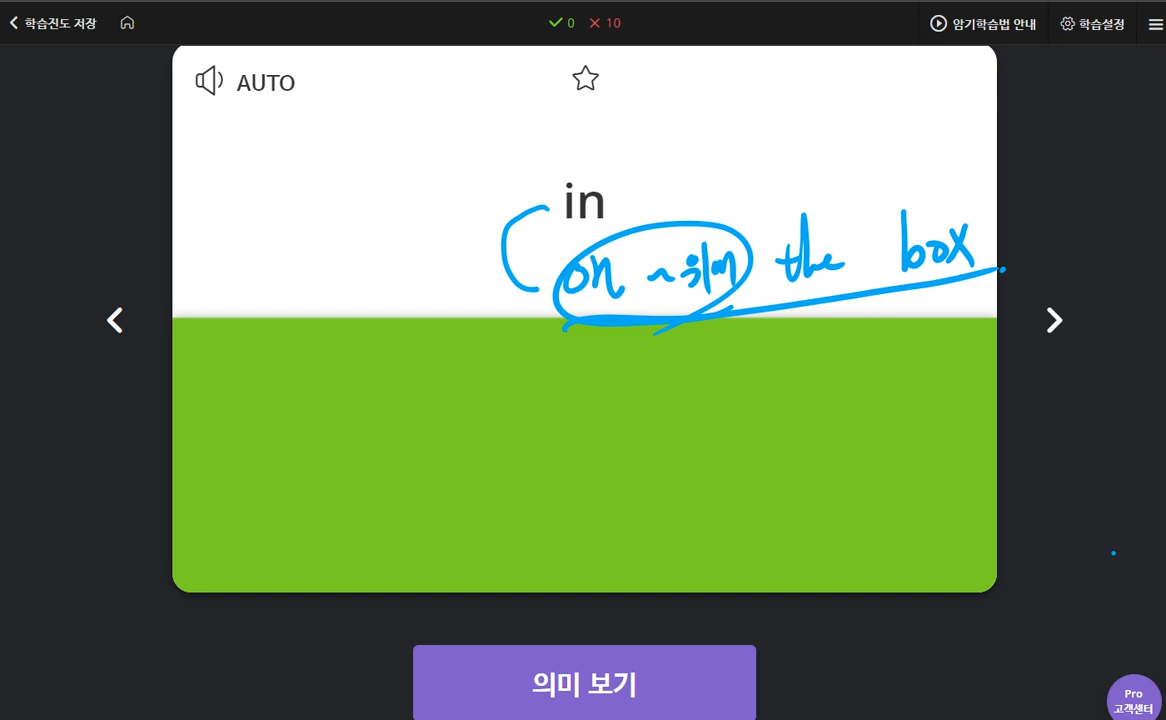 학습진도 저장
0
10
암기학습법 안내
학습설정
AUTO
in
on ~위에 the box
의미 보기
Pro
고객센터